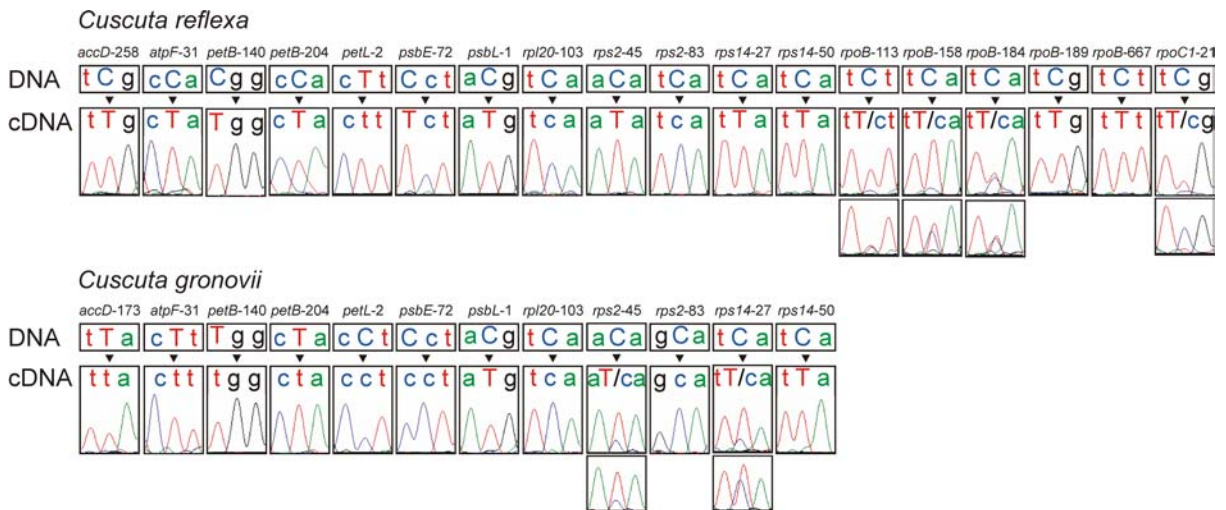 Cuscuta reflexa
accD-258 atpF-31 petB-140 petB-204 petL-2 psbE-72 psbL-1 rpl20-103 rps2-45 rps2-83 rps14-27 rps14-50 rpoB-113 rpoB-158 rpoB-184 rpoB-189 rpoB-667 rpoC1-21
DNA tCg cCa Cgg cCa cTt Cct aCg tCa aCa tCa tCa tCa tCt tCa tCa tCg tCt tCg
cDNA tTg cTa Tgg cTa ctt Tct aTg tca aTa tca tTa tTa tT/ct tT/ca tT/ca tTg tTt tT/cg
Cuscuta gronovii
accD-173 atpF-31 petB-140 petB-204 petL-2 psbE-72 psbL-1 rpl20-103 rps2-45 rps2-83 rps14-27 rps14-50
DNA tTa cTt Tgg cTa cCt Cct aCg tCa aCa gCa tCa tCa
cDNA tta ctt tgg cta cct cct aTg tca aT/ca gca tT/ca tTa